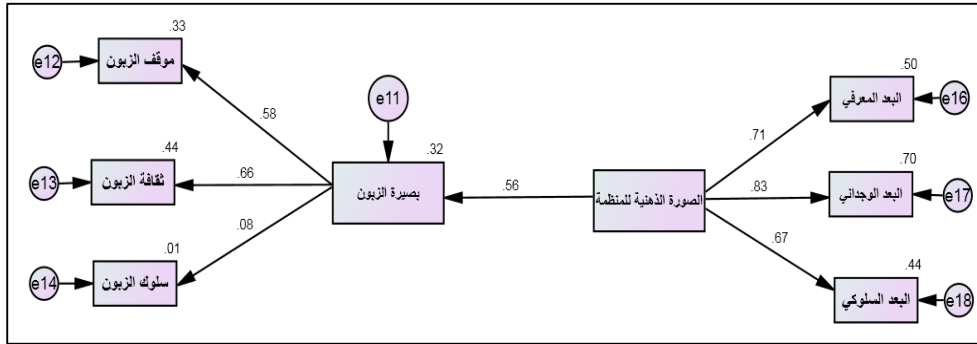 .33
موقف الزبون
e12
.58
.44
ثقافة الزبون
e13
.66
.08
.01
سلوك الزبون
e14
e11
.32
بصيرة الزبون
.56
الصورة الذهنية للمنظمة
.50
البعد المعرفي
e16
.71
.70
البعد الوجداني
e17
.83
.67
.44
البعد السلوكي
e18